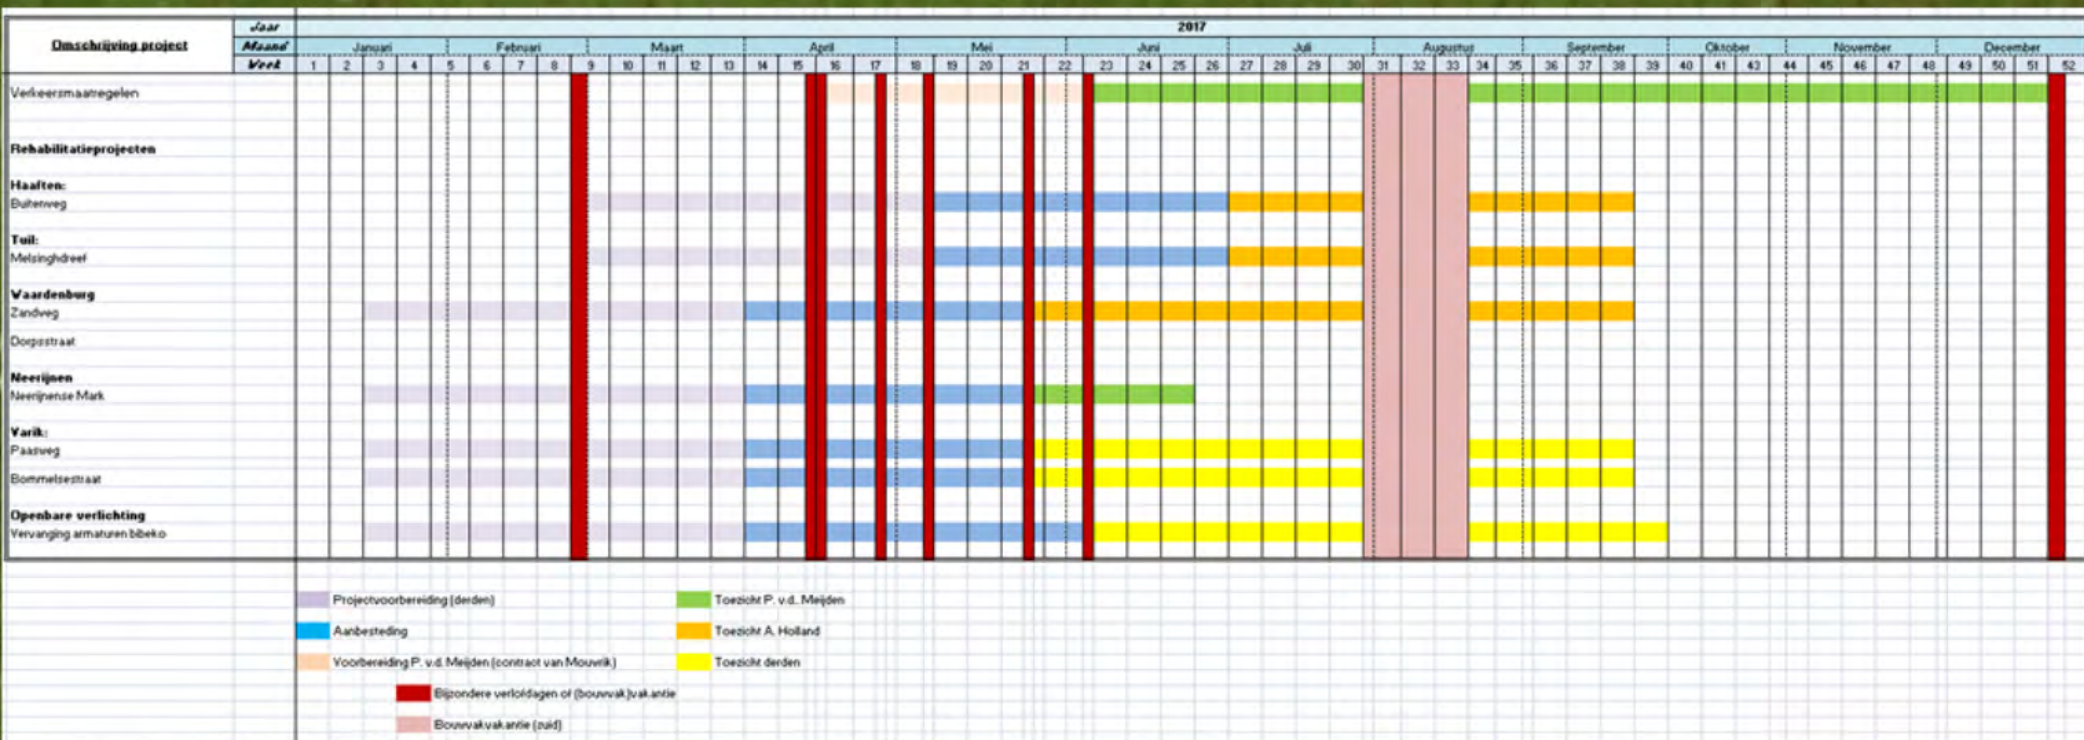 Omschrijving project
Jaar 2017
Maand Januari Februari Maart April Mei Juni Juli Augustus September Oktober November December
Week 1 2 3 4 5 6 7 8 9 10 11 12 13 14 15 16 17 18 19 20 21 22 23 24 25 26 27 28 29 30 31 32 33 34 35 36 37 38 39 40 41 43 44 45 46 47 48 49 50 51 52
Verkeersmaatregelen
Rehabilitatieprojecten
Haaften:
Buitenweg
Tuil:
Melsinghdreef
Waardenburg
Zandweg
Dorpsstraat
Neerijnen
Neerijnense Mark
Varik:
Paasweg
Bommelsestraat
Openbare verlichting
Vervanging armaturen bibeko
Projectvoorbereiding (derden) Toezicht P. v.d. Meijden
Aanbesteding Toezicht A. Holland
Voorbereiding P. v.d. Meijden (contract van Mouwrik) Toezicht derden
Bijzondere verlofdagen of (bouwvak)vakantie
Bouwvakvakantie (zuid)